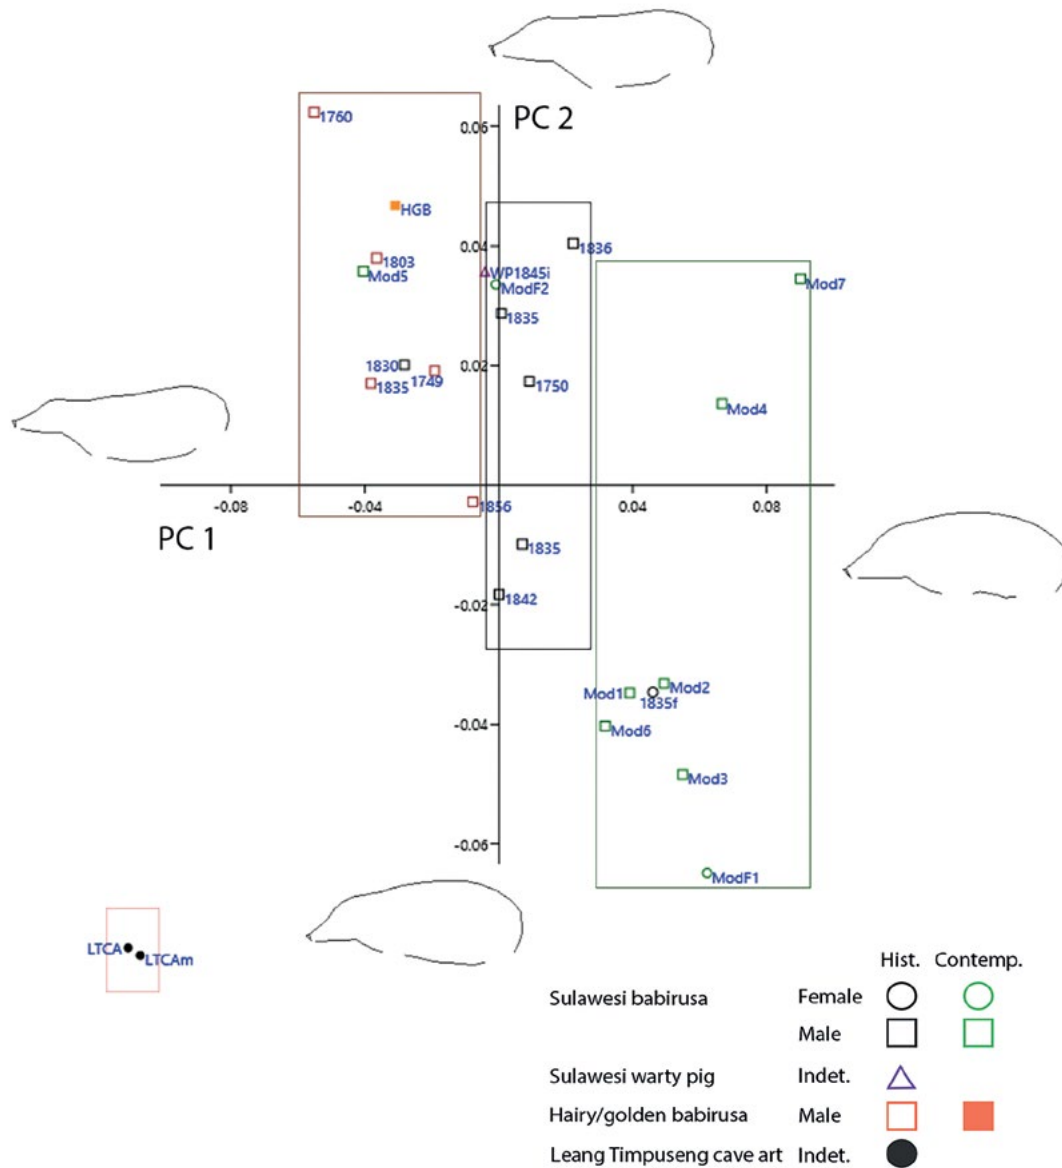 PC 2
0.06
1760
HGB
0.04
1836
1803
WP1845i
Mod5
ModF2
Mod7
1835
0.02
1830
1749
1835
1750
Mod4
-0.08
-0.04
0.04
0.08
1856
PC 1
1835
1842
-0.02
Mod1
Mod2
1835f
-0.04
Mod6
Mod3
-0.06
ModF1
LTCA
LTCAm
Hist. Contemp.
Sulawesi babirusa Female
Male
Sulawesi warty pig Indet.
Hairy/golden babirusa Male
Leang Timpuseng cave art Indet.